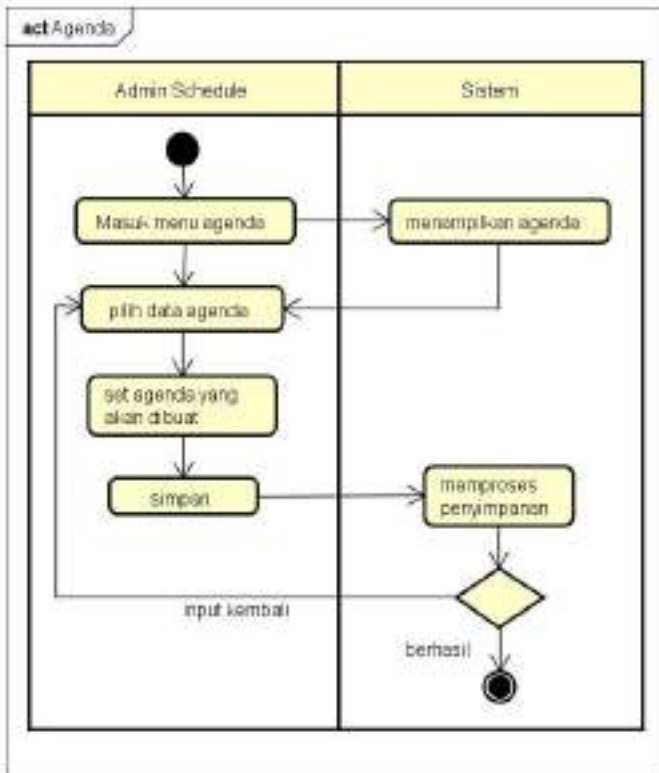 act Agenda
Admin Schedule
Sistem
Masuk menu agenda
menampilkan agenda
pilih data agenda
set agenda yang
akan dibuat
simpan
memproses
penyimpanan
input kembali
berhasil